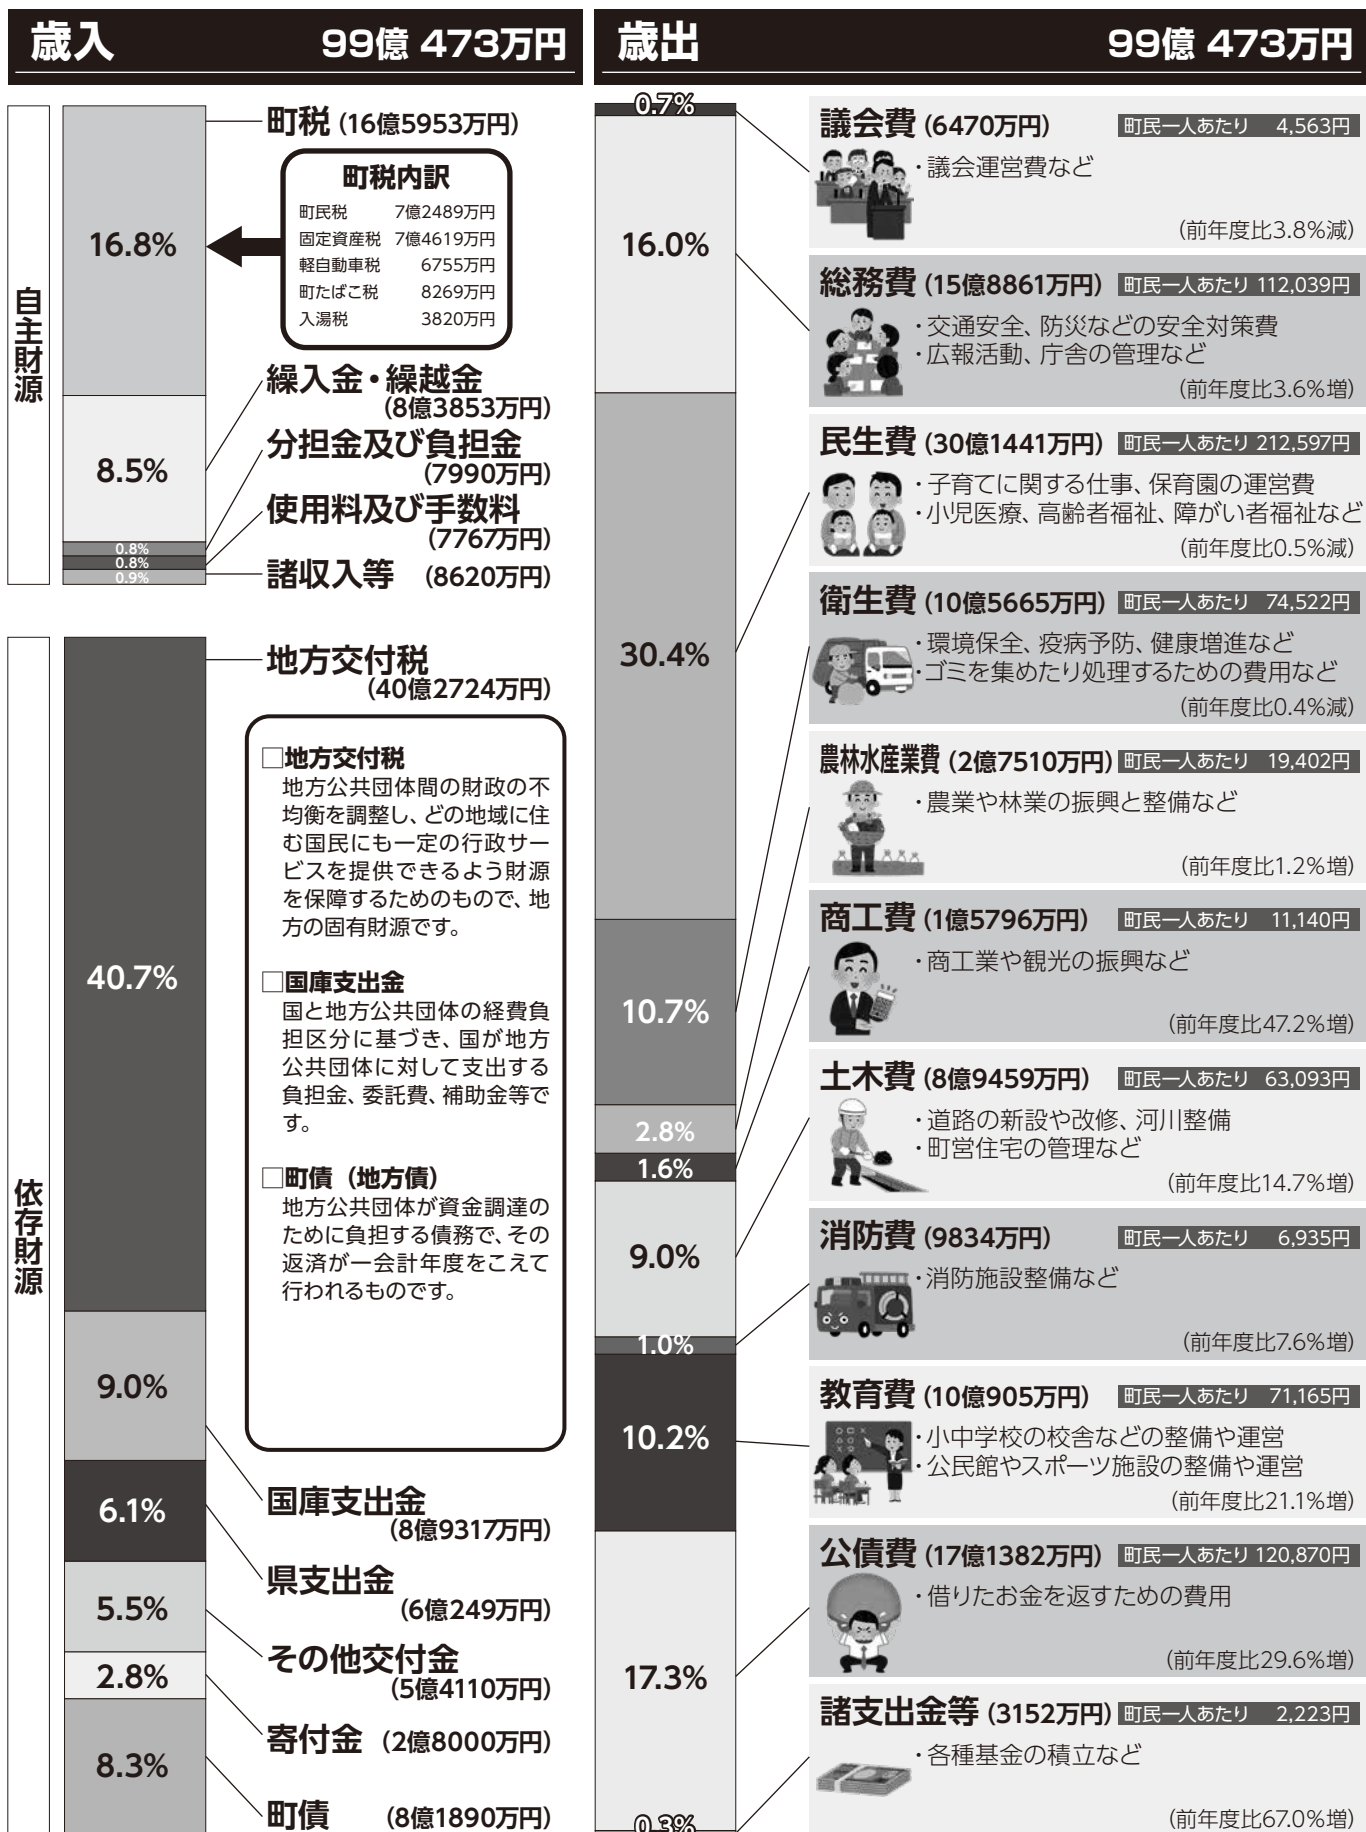 歳入 99億 473万円
自主財源
16.8%
8.5%
0.8%
0.8%
0.9%
町税 (16億5953万円)
町税内訳
町民税 7億2489万円
固定資産税 7億4619万円
軽自動車税 6755万円
町たばこ税 8269万円
入湯税 3820万円
繰入金・繰越金
(8億3853万円)
分担金及び負担金
(7990万円)
使用料及び手数料
(7767万円)
諸収入等 (8620万円)
依存財源
40.7%
9.0%
6.1%
5.5%
2.8%
8.3%
地方交付税
(40億2724万円)
□地方交付税
地方公共団体間の財政の不
均衡を調整し、どの地域に住
む国民にも一定の行政サー
ビスを提供できるよう財源
を保障するためのもので、地
方の固有財源です。
□国庫支出金
国と地方公共団体の経費負
担区分に基づき、国が地方
公共団体に対して支出する
負担金、委託費、補助金等で
す。
□町債(地方債)
地方公共団体が資金調達の
ために負担する債務で、その
返済が一会計年度をこえて
行われるものです。
国庫支出金
(8億9317万円)
県支出金
(6億249万円)
その他交付金
(5億4110万円)
寄付金 (2億8000万円)
町債 (8億1890万円)
歳出 99億 473万円
0.7%
16.0%
30.4%
10.7%
2.8%
1.6%
9.0%
1.0%
10.2%
17.3%
0.3%
議会費 (6470万円) 町民一人あたり 4,563円
・議会運営費など
(前年度比3.8%減)
総務費 (15億8861万円) 町民一人あたり 112,039円
・交通安全、防災などの安全対策費
・広報活動、庁舎の管理など
(前年度比3.6%増)
民生費 (30億1441万円) 町民一人あたり 212,597円
・子育てに関する仕事、保育園の運営費
・小児医療、高齢者福祉、障がい者福祉など
(前年度比0.5%減)
衛生費 (10億5665万円) 町民一人あたり 74,522円
・環境保全、疫病予防、健康増進など
・ゴミを集めたり処理するための費用など
(前年度比0.4%減)
農林水産業費 (2億7510万円) 町民一人あたり 19,402円
・農業や林業の振興と整備など
(前年度比1.2%増)
商工費 (1億5796万円) 町民一人あたり 11,140円
・商工業や観光の振興など
(前年度比47.2%増)
土木費 (8億9459万円) 町民一人あたり 63,093円
・道路の新設や改修、河川整備
・町営住宅の管理など
(前年度比14.7%増)
消防費 (9834万円) 町民一人あたり 6,935円
・消防施設整備など
(前年度比7.6%増)
教育費 (10億905万円) 町民一人あたり 71,165円
・小中学校の校舎などの整備や運営
・公民館やスポーツ施設の整備や運営
(前年度比21.1%増)
公債費 (17億1382万円) 町民一人あたり 120,870円
・借りたお金を返すための費用
(前年度比29.6%増)
諸支出金等 (3152万円) 町民一人あたり 2,223円
・各種基金の積立など
(前年度比67.0%増)